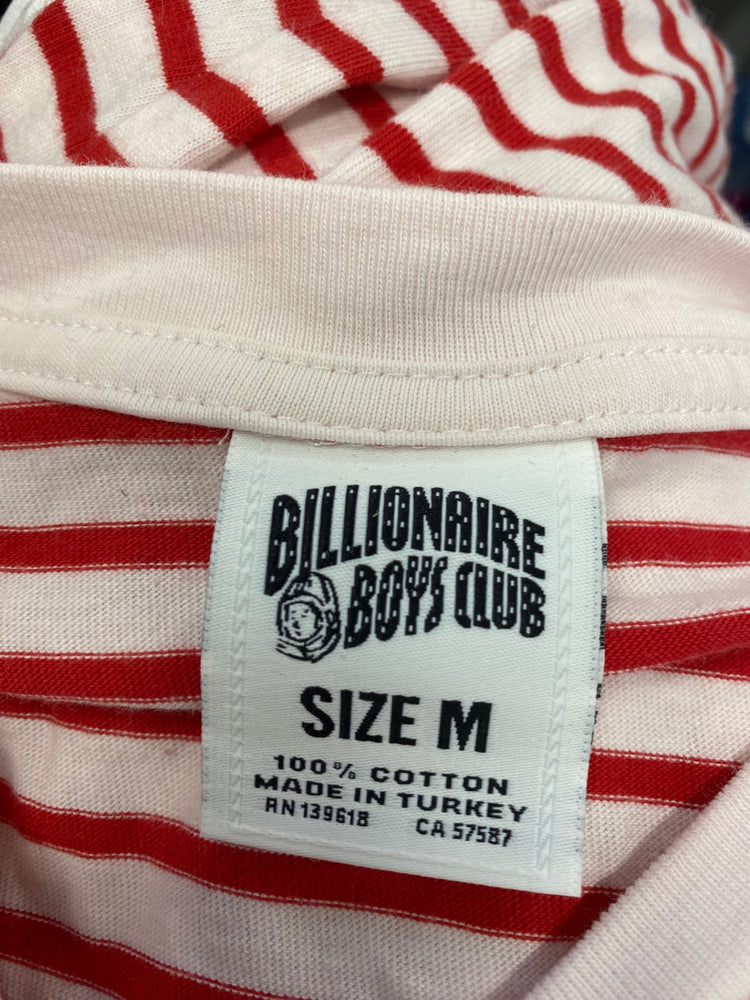 BILLIONAIRE
BOYS CLUB
SIZE M
100% COTTON
MADE IN TURKEY
RN 139618 CA 57587